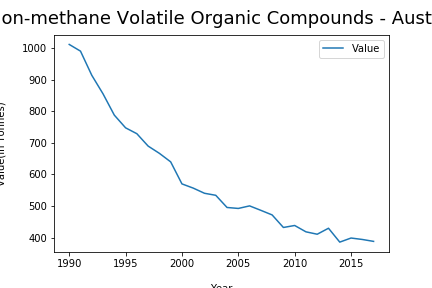 on-methane Volatile Organic Compounds - Aust
Value
1000
900
800
700
600
500
400
Value(in Tonnes)
1990 1995 2000 2005 2010 2015
Year